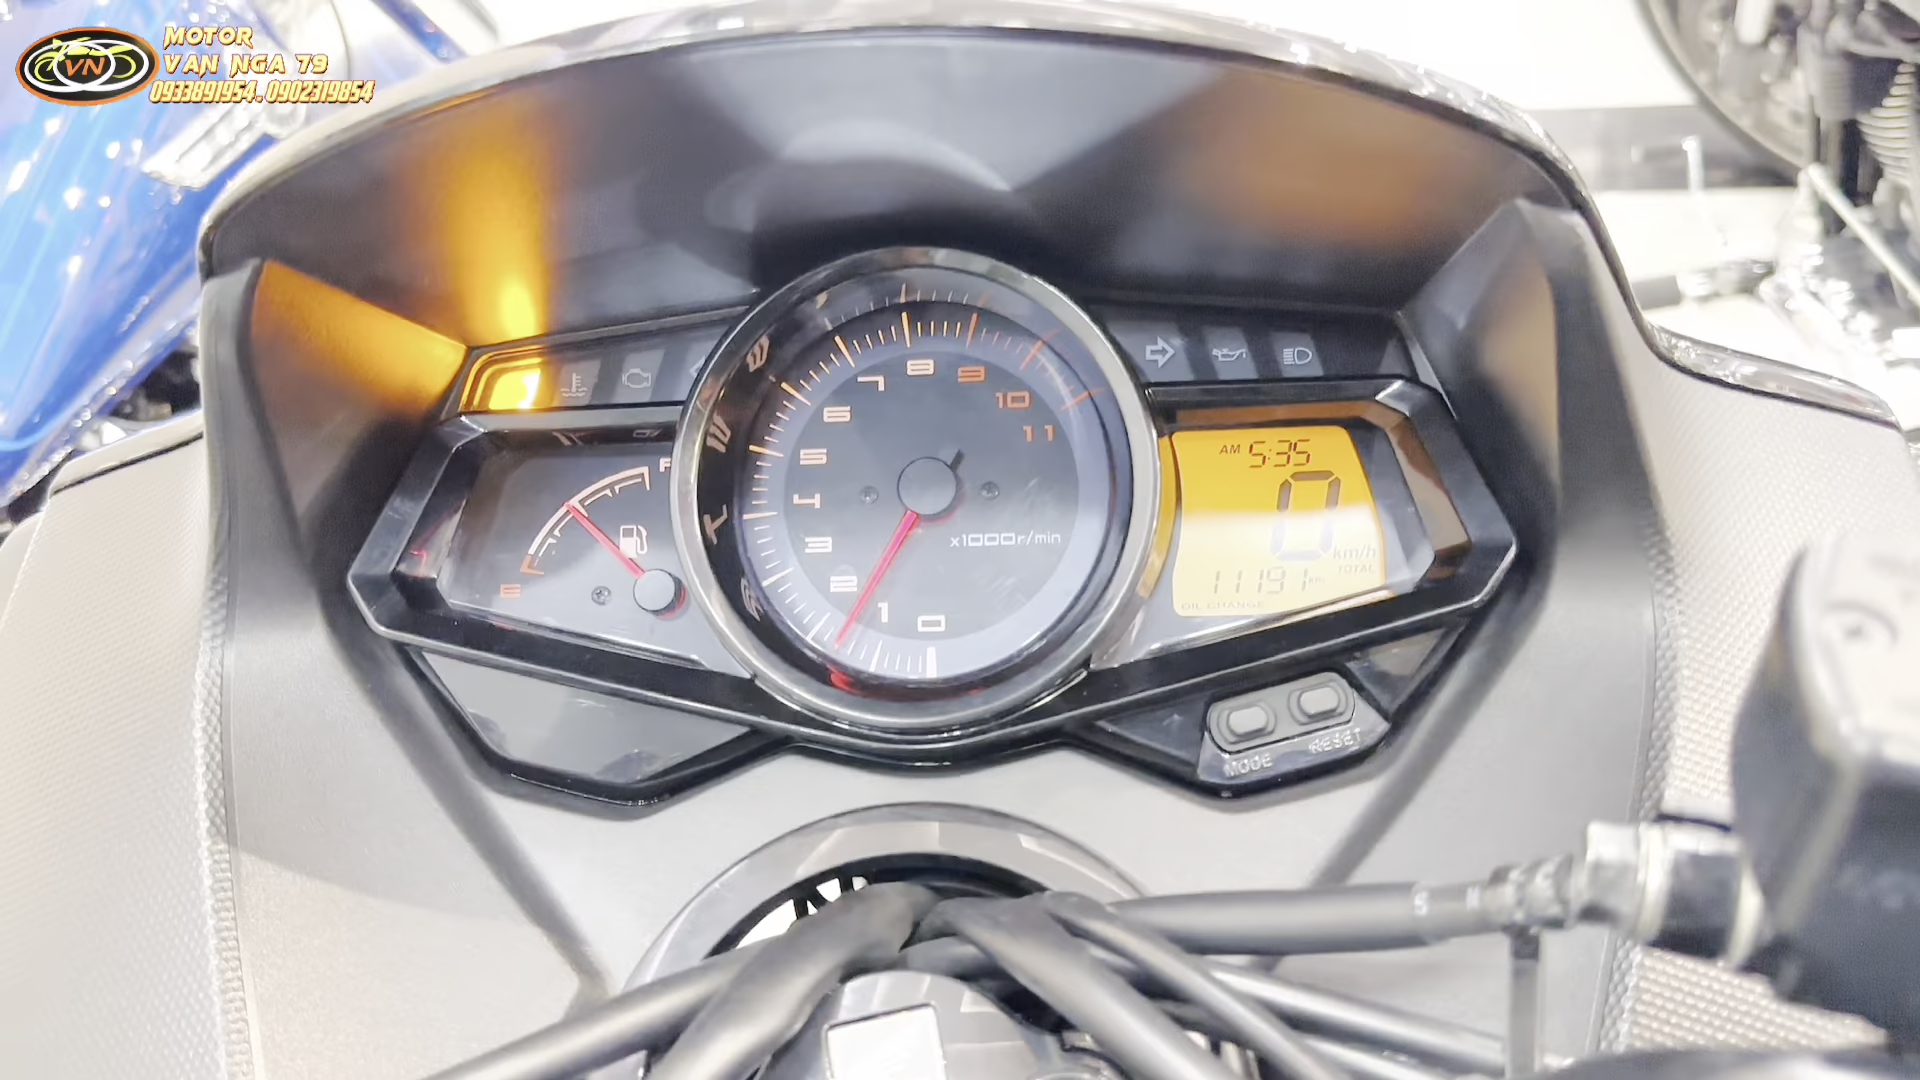 VN
MOTOR
VAN NGA 79
0933891954.0902319854
F
E
0
1
2
3
4
5
6
7
8
9
10
11
x1000r/min
AM 5:35
0
km/h
TOTAL
11191 km
OIL CHANGE
MODE RESET